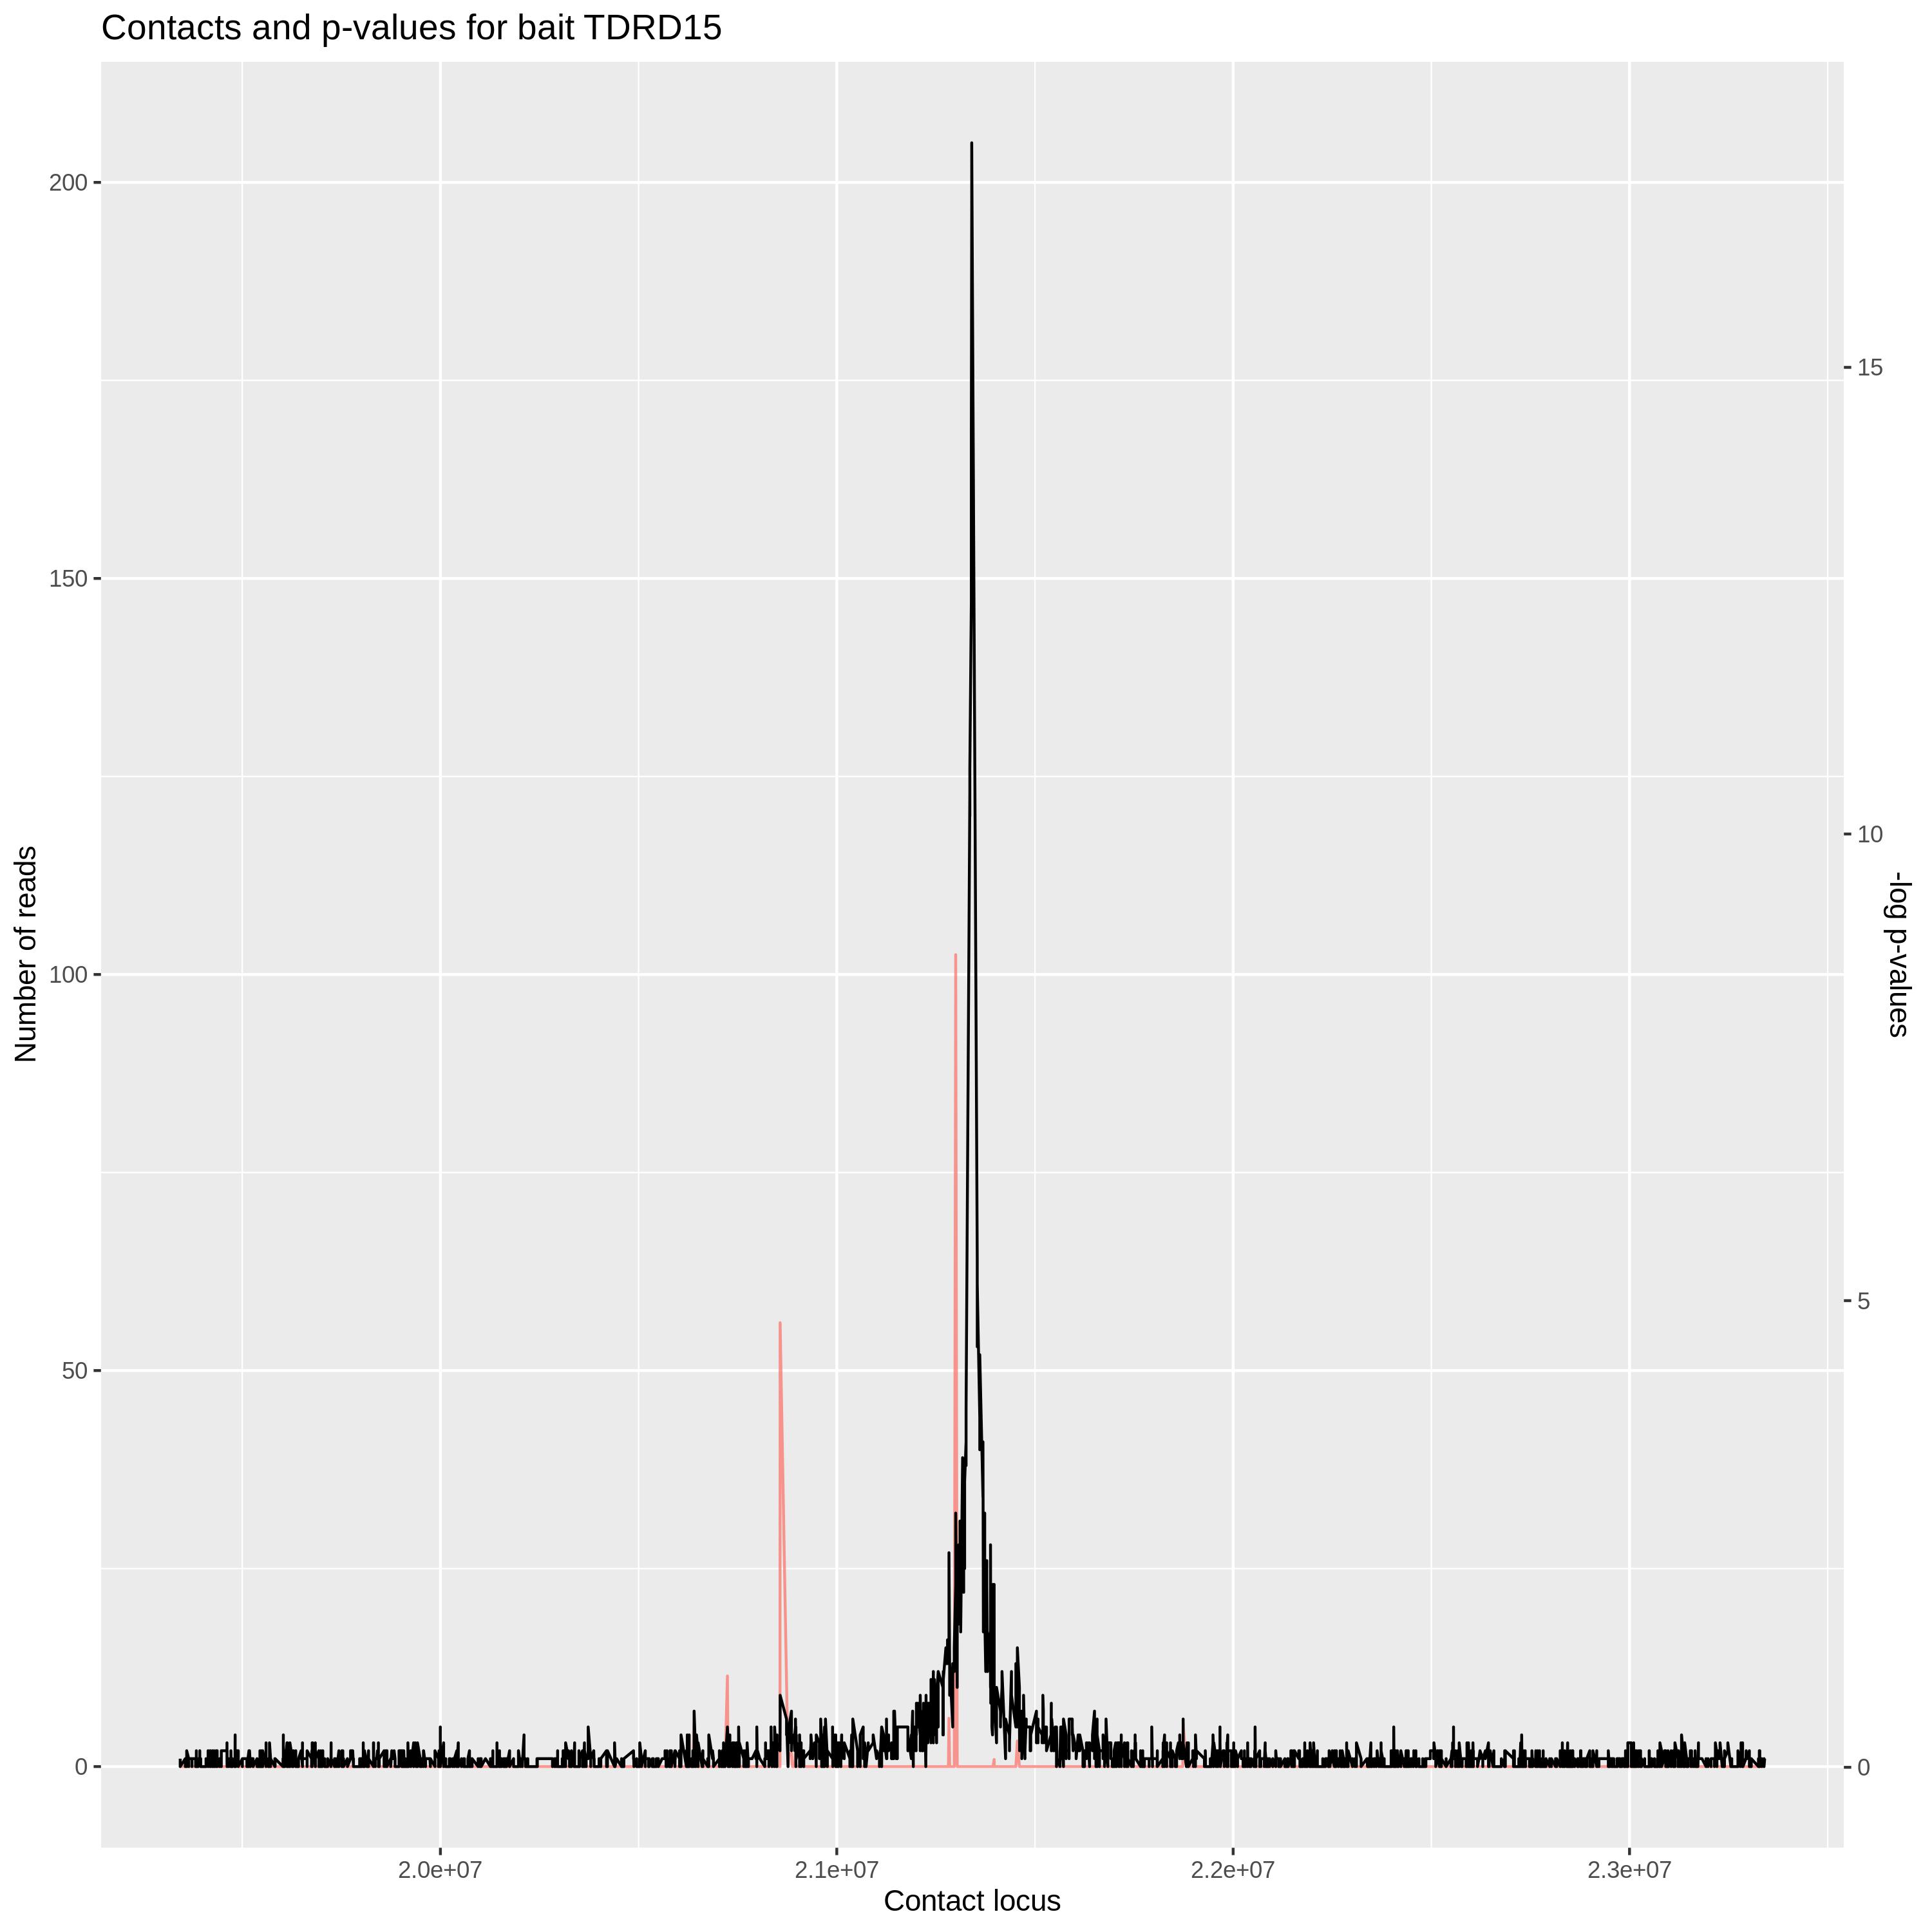 Contacts and p-values for bait TDRD15
200
150
100
50
0
Number of reads
15
10
5
0
-log p-values
2.0e+07
2.1e+07
2.2e+07
2.3e+07
Contact locus